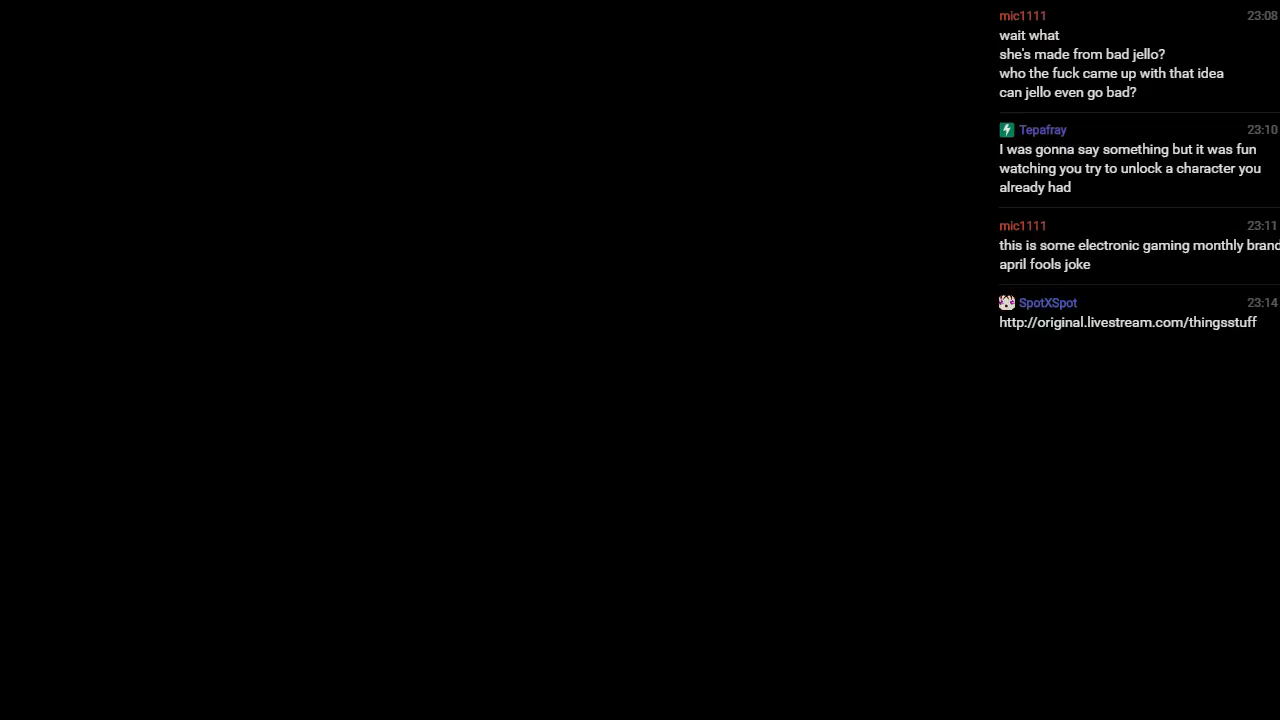 mic1111 23:08
wait what
she's made from bad jello?
who the fuck came up with that idea
can jello even go bad?
Tepafray 23:10
I was gonna say something but it was fun
watching you try to unlock a character you
already had
mic1111 23:11
this is some electronic gaming monthly brand
april fools joke
SpotXSpot 23:14
http://original.livestream.com/thingsstuff